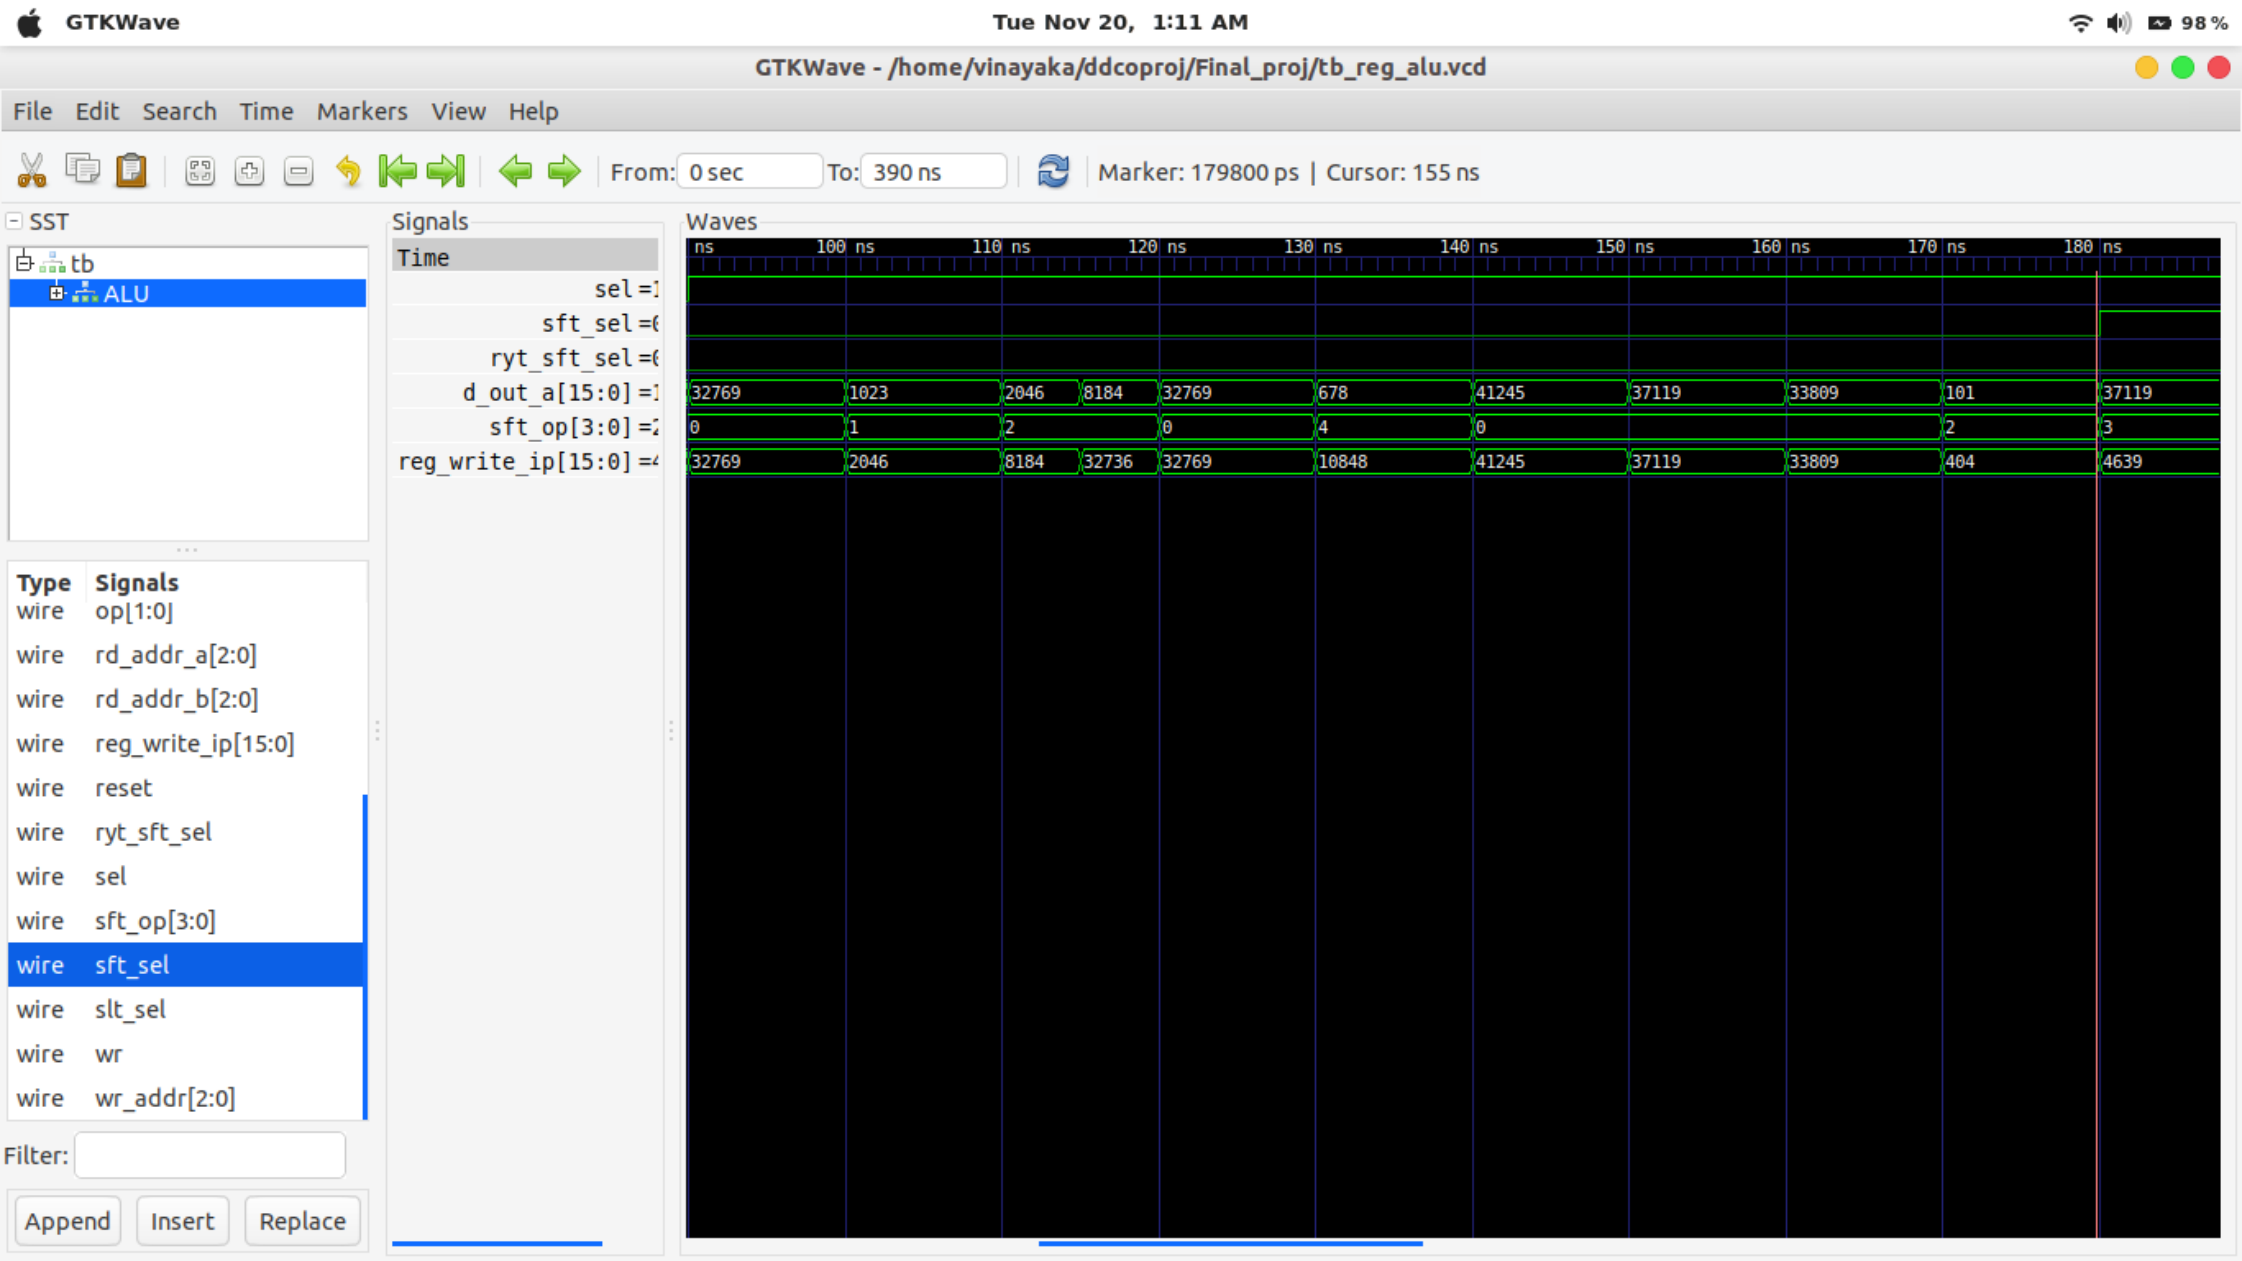 GTKWave
Tue Nov 20, 1:11 AM
98%
GTKWave - /home/vinayaka/ddcoproj/Final_proj/tb_reg_alu.vcd
File Edit Search Time Markers View Help
From: 0 sec To: 390 ns Marker: 179800 ps | Cursor: 155 ns
SST
tb
ALU
Type Signals
wire op[1:0]
wire rd_addr_a[2:0]
wire rd_addr_b[2:0]
wire reg_write_ip[15:0]
wire reset
wire ryt_sft_sel
wire sel
wire sft_op[3:0]
wire sft_sel
wire slt_sel
wire wr
wire wr_addr[2:0]
Filter:
Append Insert Replace
Signals
Time
sel =1
sft_sel =0
ryt_sft_sel =0
d_out_a[15:0] =1
sft_op[3:0] =2
reg_write_ip[15:0] =4
Waves
ns 100 ns 110 ns 120 ns 130 ns 140 ns 150 ns 160 ns 170 ns 180 ns
32769 1023 2046 8184 32769 678 41245 37119 33809 101 37119
0 1 2 0 4 0 2 3
32769 2046 8184 32736 32769 10848 41245 37119 33809 404 4639